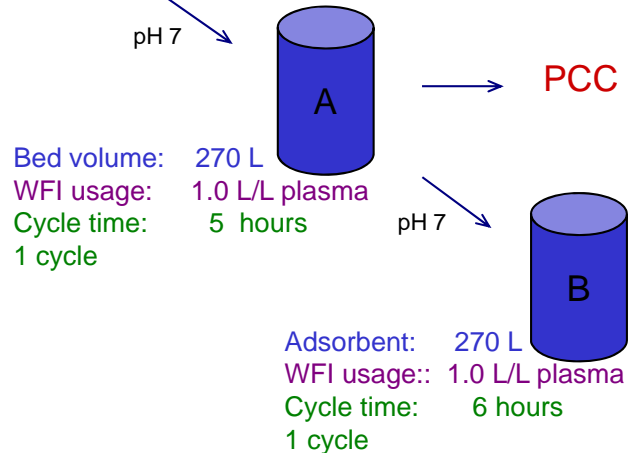 pH 7
A
PCC
Bed volume: 270 L
WFI usage: 1.0 L/L plasma
Cycle time: 5 hours
1 cycle
pH 7
B
Adsorbent: 270 L
WFI usage:: 1.0 L/L plasma
Cycle time: 6 hours
1 cycle